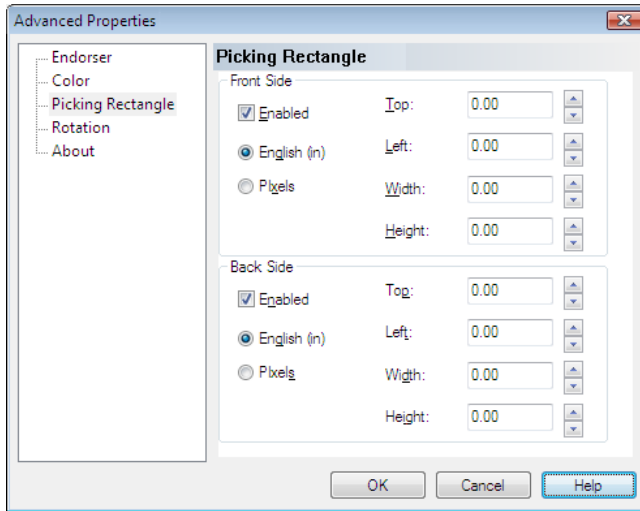 Advanced Properties
Endorser
Color
Picking Rectangle
Rotation
About
Picking Rectangle
Front Side
Enabled
English (in)
PIxels
Top: 0.00
Left: 0.00
Width: 0.00
Height: 0.00
Back Side
Enabled
English (in)
PIxels
Top: 0.00
Left: 0.00
Width: 0.00
Height: 0.00
OK
Cancel
Help